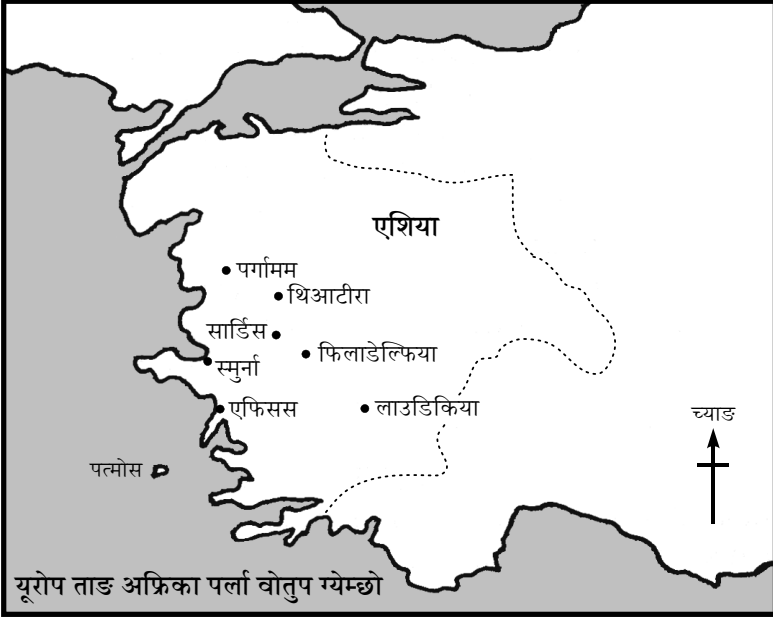 एशिया
पर्गामम
थिआटीरा
सार्डिस
फिलाडेल्फिया
स्मुर्ना
एफिसस
लाउडिकिया
च्याङ
पत्मोस
यूरोप ताङ अफ्रिका पर्ला वोतुप ग्येम्छो